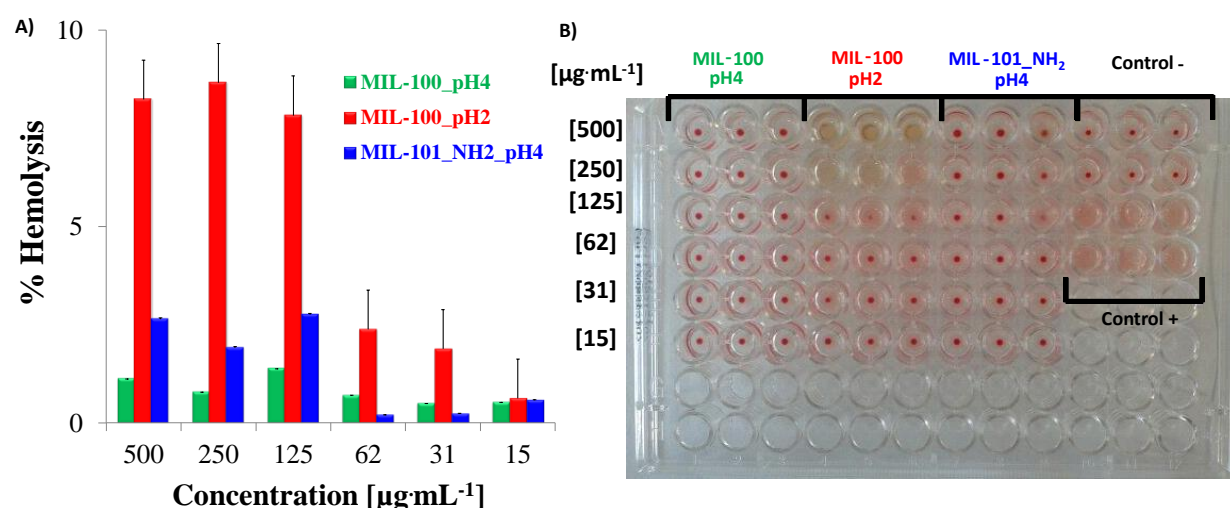 A)
10
5
0
% Hemolysis
MIL-100_pH4
MIL-100_pH2
MIL-101_NH2_pH4
500 250 125 62 31 15
Concentration [µg·mL-1]
B)
[µg·mL-1]
MIL-100
pH4
MIL-100
pH2
MIL-101_NH2
pH4
Control -
[500]
[250]
[125]
[62]
[31]
[15]
Control +